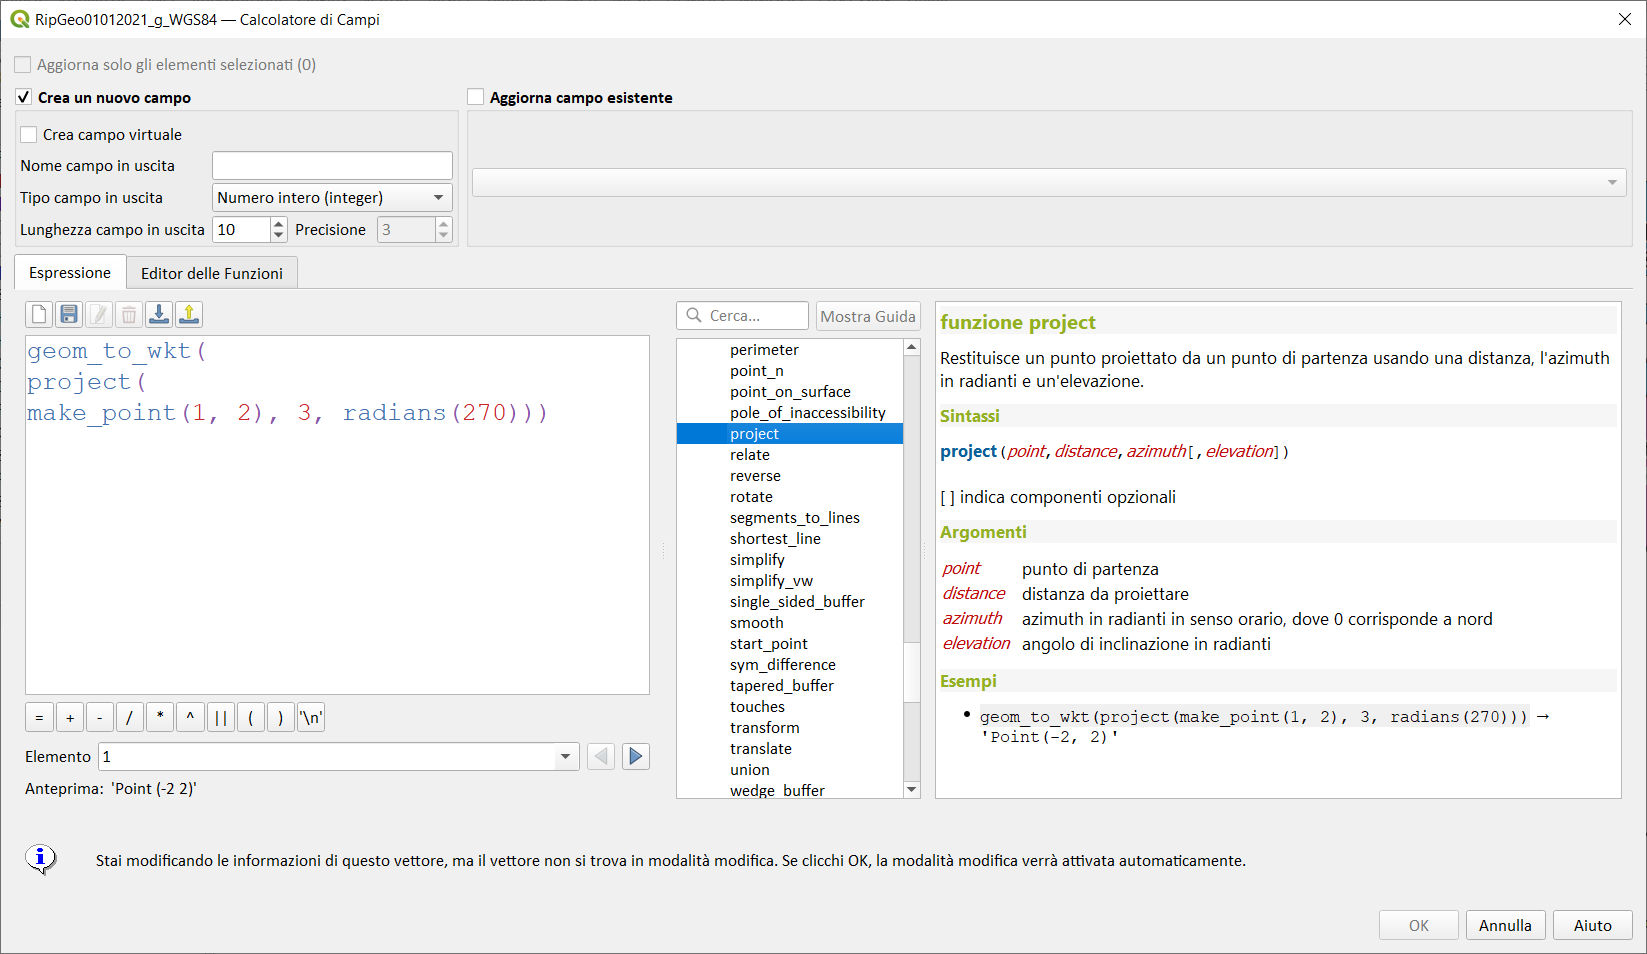 RipGeo01012021_g_WGS84 — Calcolatore di Campi
Aggiorna solo gli elementi selezionati (0)
Crea un nuovo campo
Aggiorna campo esistente
Crea campo virtuale
Nome campo in uscita
Tipo campo in uscita Numero intero (integer)
Lunghezza campo in uscita 10 Precisione 3
Espressione Editor delle Funzioni
geom_to_wkt(
project(
make_point(1, 2), 3, radians(270)))
= + - / * ^ || ( ) '\n'
Elemento 1
Anteprima: 'Point (-2 2)'
Cerca... Mostra Guida
perimeter
point_n
point_on_surface
pole_of_inaccessibility
project
relate
reverse
rotate
segments_to_lines
shortest_line
simplify
simplify_vw
single_sided_buffer
smooth
start_point
sym_difference
tapered_buffer
touches
transform
translate
union
wedge_buffer
funzione project
Restituisce un punto proiettato da un punto di partenza usando una distanza, l'azimuth
in radianti e un'elevazione.
Sintassi
project(point,distance,azimuth[,elevation])
[ ] indica componenti opzionali
Argomenti
point punto di partenza
distance distanza da proiettare
azimuth azimuth in radianti in senso orario, dove 0 corrisponde a nord
elevation angolo di inclinazione in radianti
Esempi
• geom_to_wkt(project(make_point(1, 2), 3, radians(270))) →
'Point(-2, 2)'
Stai modificando le informazioni di questo vettore, ma il vettore non si trova in modalità modifica. Se clicchi OK, la modalità modifica verrà attivata automaticamente.
OK Annulla Aiuto